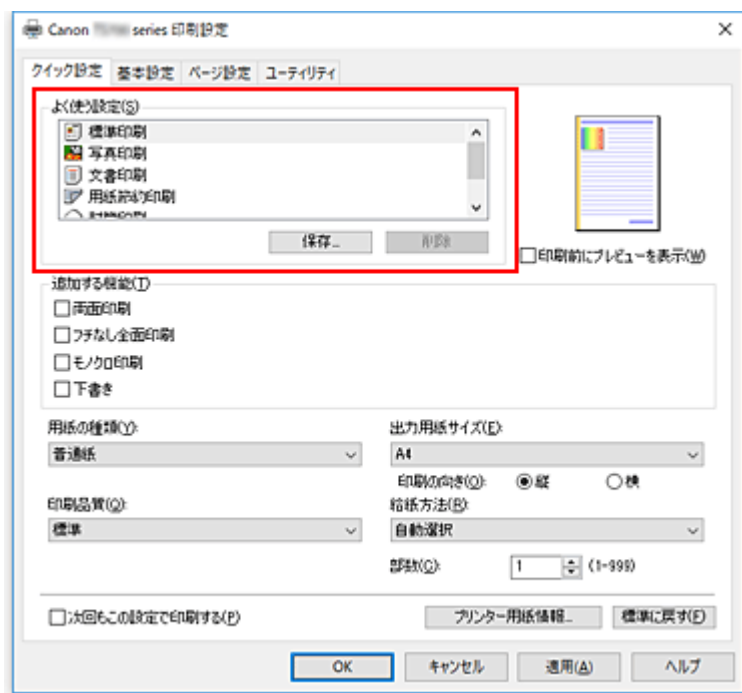 Canon series 印刷設定
クイック設定 基本設定 ページ設定 ユーティリティ
よく使う設定(S)
標準印刷
写真印刷
文書印刷
用紙節約印刷
保存... 削除
印刷前にプレビューを表示(W)
追加する機能(T)
両面印刷
フチなし全面印刷
モノクロ印刷
下書き
用紙の種類(Y): 出力用紙サイズ(E):
普通紙 A4
印刷の向き(O): 縦 横
印刷品質(Q): 給紙方法(R):
標準 自動選択
部数(C): 1 (1-999)
次回もこの設定で印刷する(P) プリンター用紙情報... 標準に戻す(F)
OK キャンセル 適用(A) ヘルプ